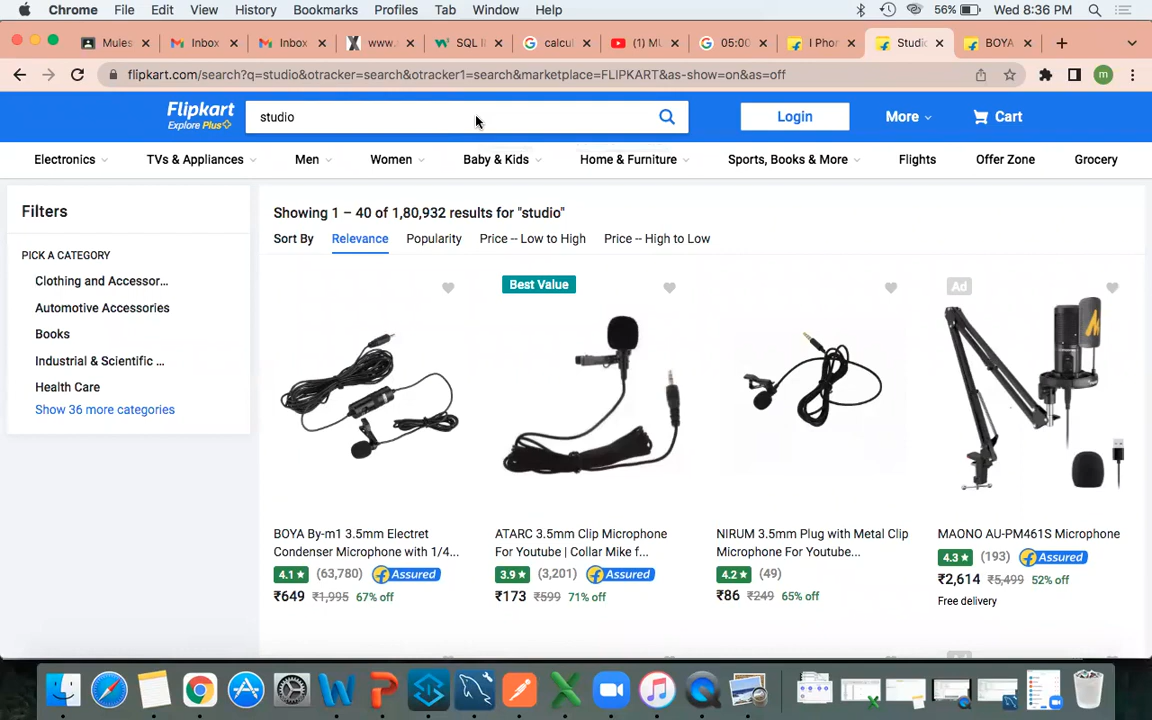 Chrome File Edit View History Bookmarks Profiles Tab Window Help 56% Wed 8:36 PM
Mules Inbox Inbox www. SQL calcul (1) M 05:00 I Phon Studi BOYA
flipkart.com/search?q=studio&otracker=search&otracker1=search&marketplace=FLIPKART&as-show=on&as=off m
Flipkart
Explore Plus
studio
Login
More
Cart
Electronics TVs & Appliances Men Women Baby & Kids Home & Furniture Sports, Books & More Flights Offer Zone Grocery
Filters
PICK A CATEGORY
Clothing and Accessor...
Automotive Accessories
Books
Industrial & Scientific ...
Health Care
Show 36 more categories
Showing 1 – 40 of 1,80,932 results for "studio"
Sort By Relevance Popularity Price -- Low to High Price -- High to Low
BOYA By-m1 3.5mm Electret
Condenser Microphone with 1/4...
4.1 (63,780) Assured
₹649 ₹1,995 67% off
Best Value
ATARC 3.5mm Clip Microphone
For Youtube | Collar Mike f...
3.9 (3,201) Assured
₹173 ₹599 71% off
NIRUM 3.5mm Plug with Metal Clip
Microphone For Youtube...
4.2 (49)
₹86 ₹249 65% off
Ad
MAONO AU-PM461S Microphone
4.3 (193) Assured
₹2,614 ₹5,499 52% off
Free delivery